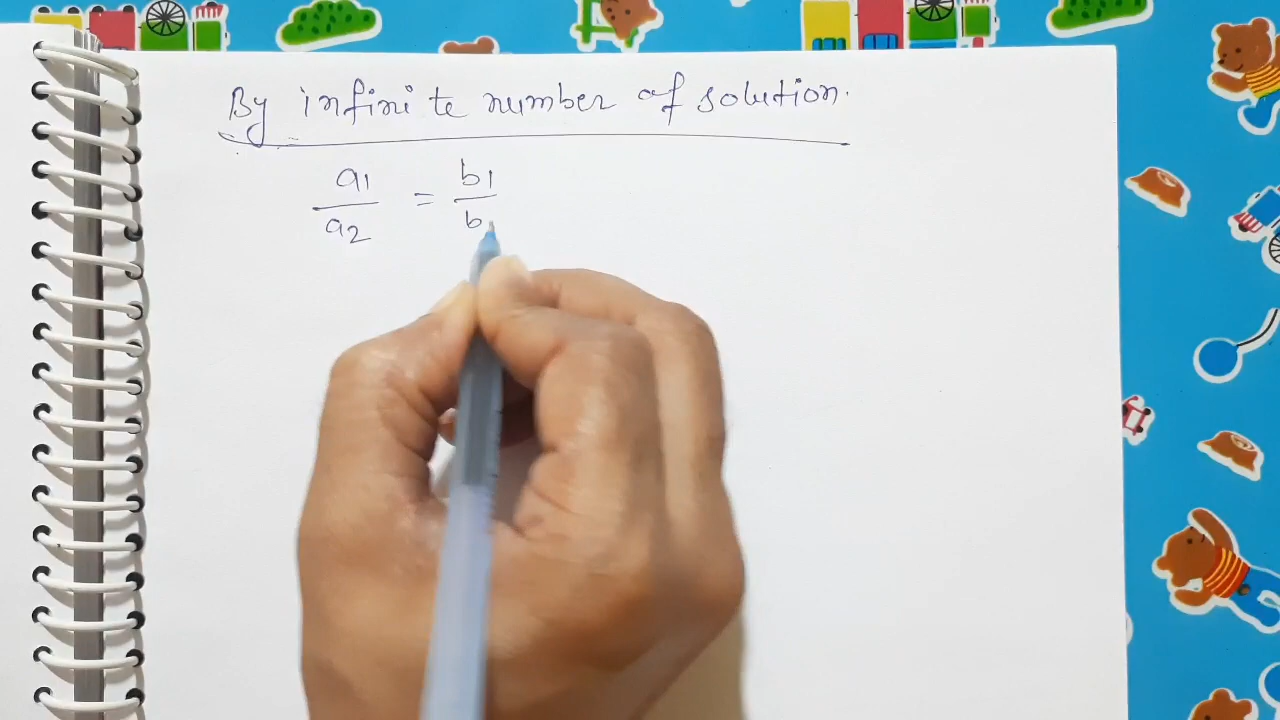 By infinite number of solution.
a1 = b1
a2 b